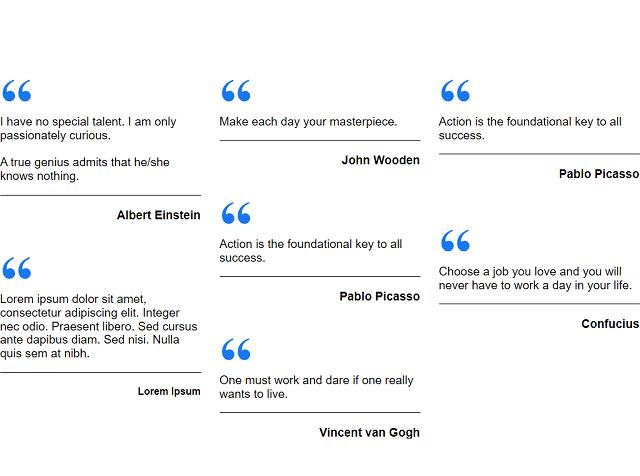 “
I have no special talent. I am only
passionately curious.
A true genius admits that he/she
knows nothing.
Albert Einstein
“
Lorem ipsum dolor sit amet,
consectetur adipiscing elit. Integer
nec odio. Praesent libero. Sed cursus
ante dapibus diam. Sed nisi. Nulla
quis sem at nibh.
Lorem Ipsum
“
Make each day your masterpiece.
John Wooden
“
Action is the foundational key to all
success.
Pablo Picasso
“
One must work and dare if one really
wants to live.
Vincent van Gogh
“
Action is the foundational key to all
success.
Pablo Picasso
“
Choose a job you love and you will
never have to work a day in your life.
Confucius